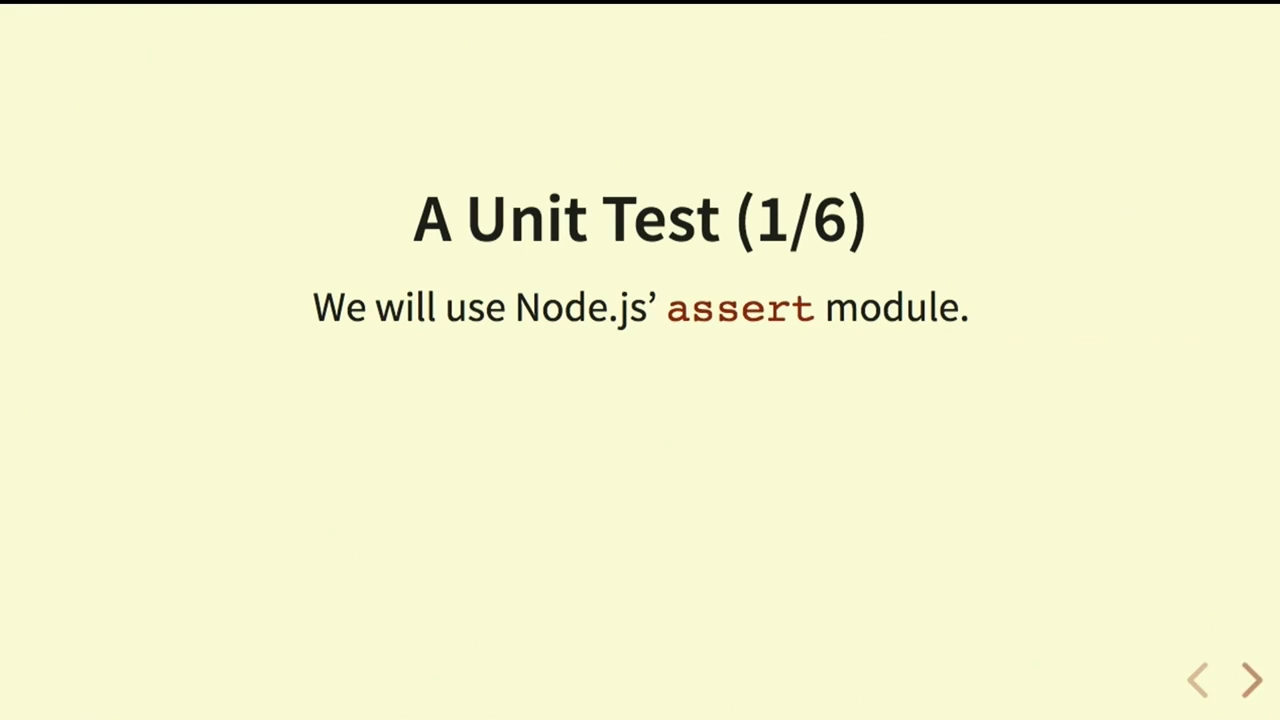 A Unit Test (1/6)
We will use Node.js’ assert module.